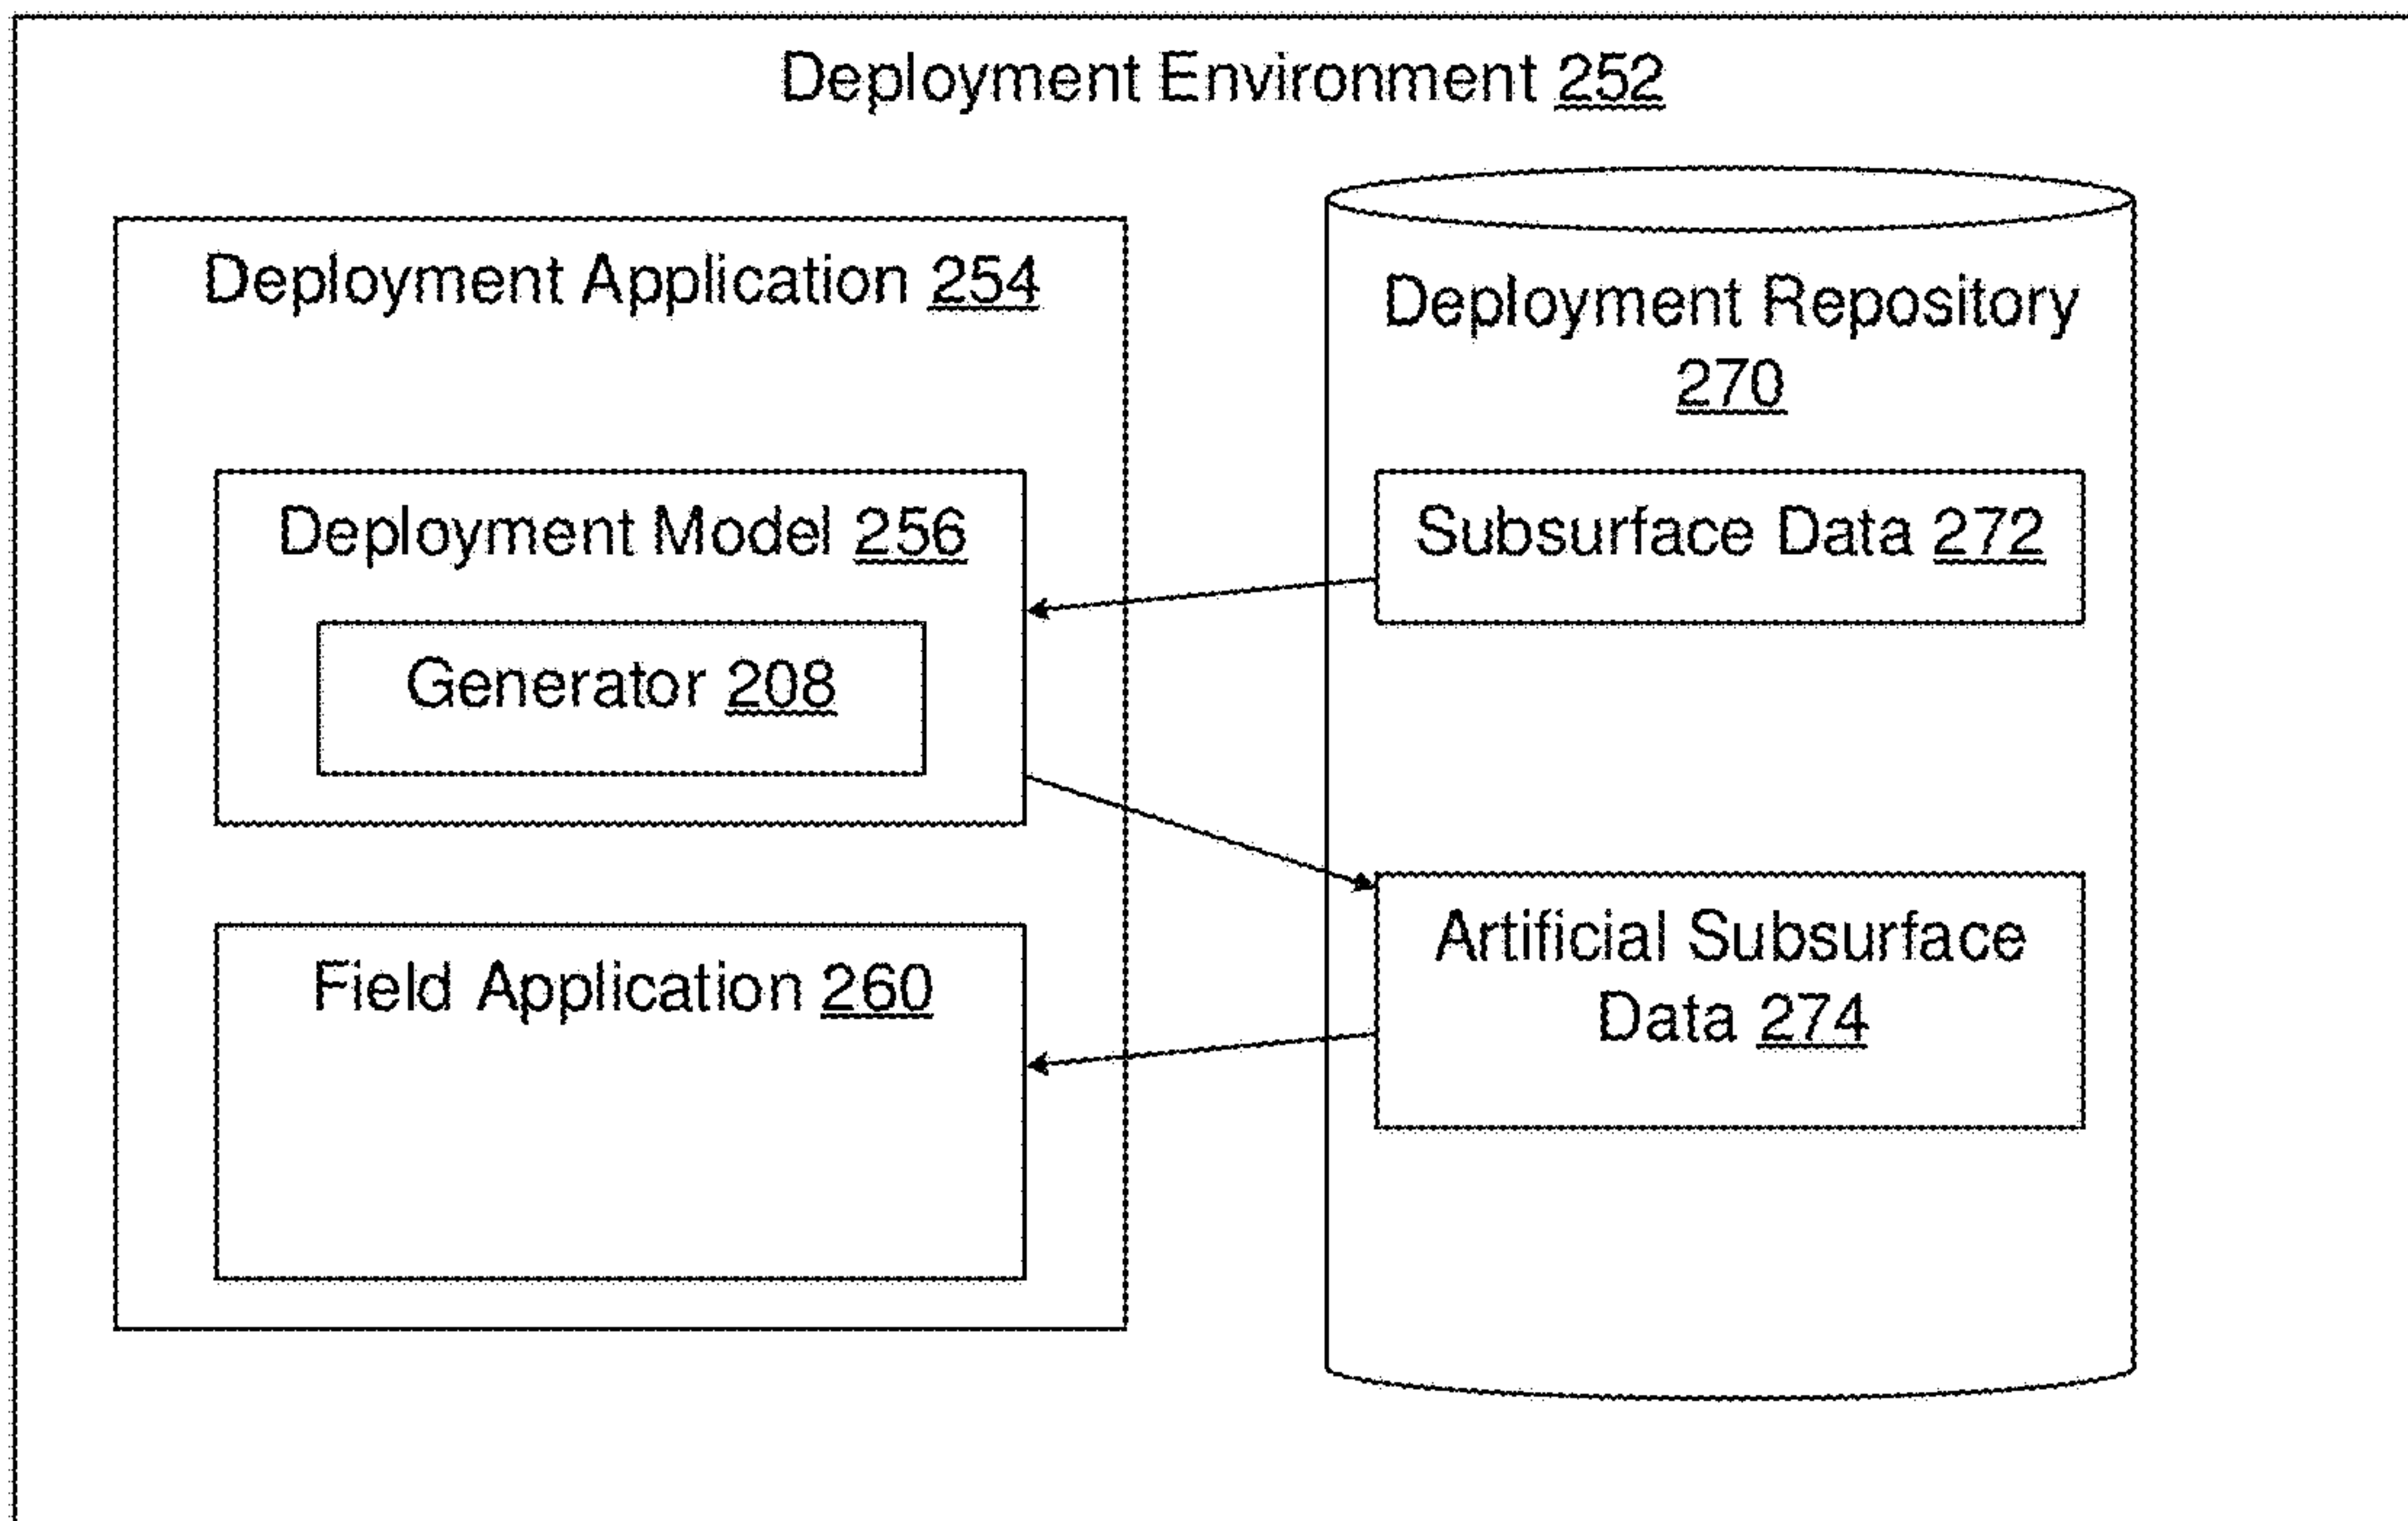 Deployment Environment 252
Deployment Application 254
Deployment Model 256
Generator 208
Field Application 260
Deployment Repository
270
Subsurface Data 272
Artificial Subsurface
Data 274